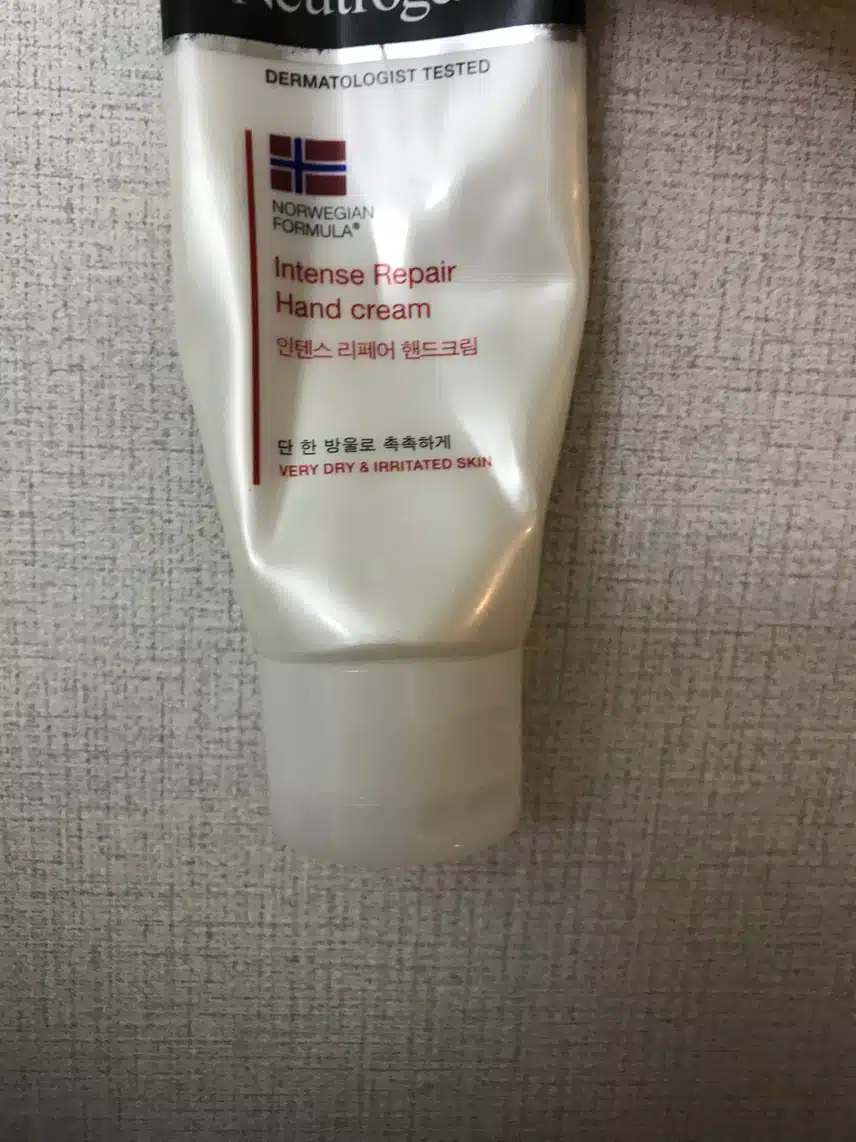 DERMATOLOGIST TESTED
NORWEGIAN
FORMULA®
Intense Repair
Hand cream
인텐스 리페어 핸드크림
단 한 방울로 촉촉하게
VERY DRY & IRRITATED SKIN